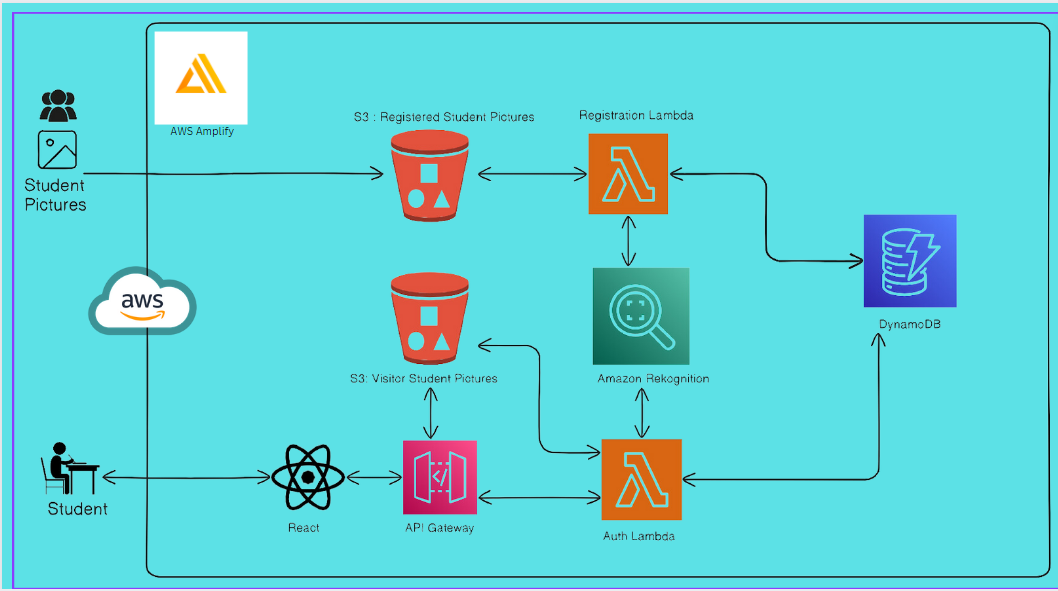 AWS Amplify
S3 : Registered Student Pictures
Registration Lambda
Student
Pictures
aws
DynamoDB
S3: Visitor Student Pictures
Amazon Rekognition
</>
Student
React
API Gateway
Auth Lambda